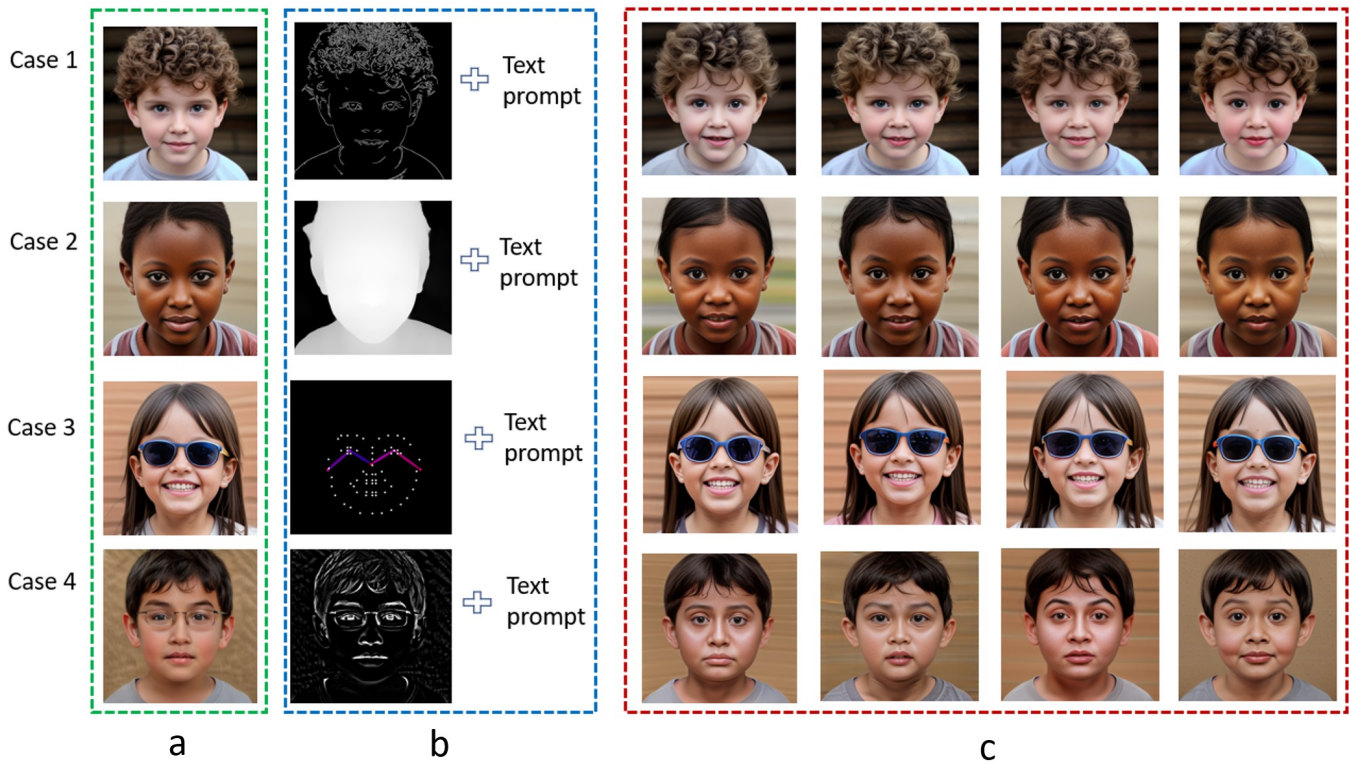 Case 1
Text
prompt
Case 2
Text
prompt
Case 3
Text
prompt
Case 4
Text
prompt
a
b
c